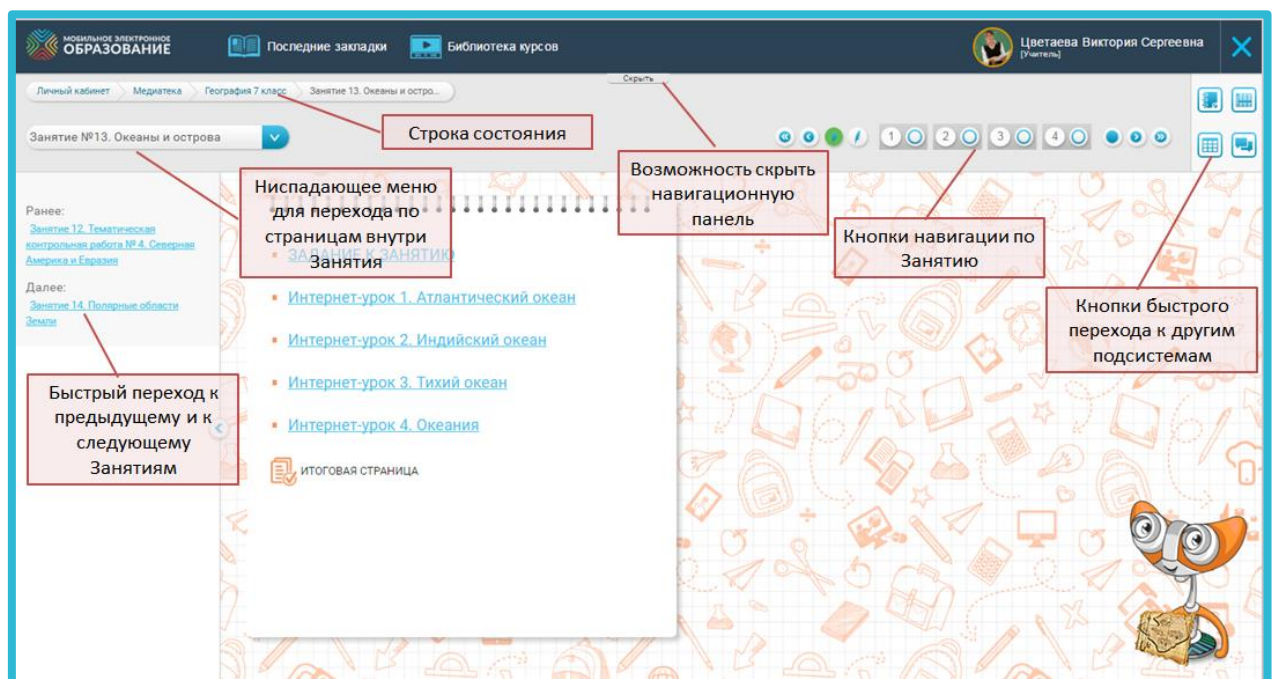 МОБИЛЬНОЕ ЭЛЕКТРОННОЕ
ОБРАЗОВАНИЕ
Последние закладки
Библиотека курсов
Цветаева Виктория Сергеевна
[Учитель]
Скрыть
Личный кабинет
Медиатека
География 7 класс
Занятие 13. Океаны и остро...
Занятие №13. Океаны и острова
Строка состояния
1
2
3
4
Возможность скрыть
навигационную
панель
Ниспадающее меню
для перехода по
страницам внутри
Занятия
Кнопки навигации по
Занятию
Кнопки быстрого
перехода к другим
подсистемам
Ранее:
Занятие 12. Тематическая
контрольная работа № 4. Северная
Америка и Евразия
Далее:
Занятие 14. Полярные области
Земли
Быстрый переход к
предыдущему и к
следующему
Занятиям
ЗАДАНИЕ К ЗАНЯТИЮ
Интернет-урок 1. Атлантический океан
Интернет-урок 2. Индийский океан
Интернет-урок 3. Тихий океан
Интернет-урок 4. Океания
ИТОГОВАЯ СТРАНИЦА